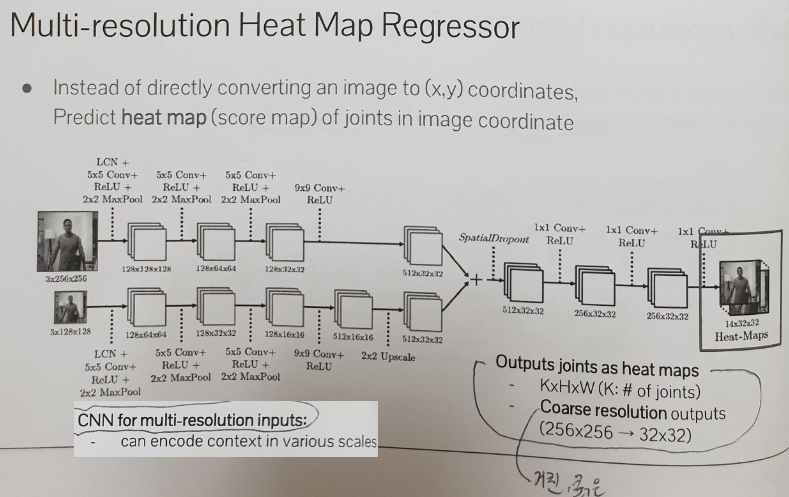 Multi-resolution Heat Map Regressor
● Instead of directly converting an image to (x,y) coordinates,
Predict heat map (score map) of joints in image coordinate
LCN +
5x5 Conv+
ReLU +
2x2 MaxPool
5x5 Conv+
ReLU +
2x2 MaxPool
5x5 Conv+
ReLU +
2x2 MaxPool
9x9 Conv+
ReLU
3x256x256
128x128x128
128x64x64
128x32x32
512x32x32
SpatialDropout
1x1 Conv+
ReLU
1x1 Conv+
ReLU
1x1 Conv+
ReLU
+
3x128x128
128x64x64
128x32x32
128x16x16
512x16x16
512x32x32
512x32x32
256x32x32
256x32x32
14x32x32
Heat-Maps
LCN +
5x5 Conv+
ReLU +
2x2 MaxPool
5x5 Conv+
ReLU +
2x2 MaxPool
5x5 Conv+
ReLU +
2x2 MaxPool
9x9 Conv+
ReLU
2x2 Upscale
Outputs joints as heat maps
- KxHxW (K: # of joints)
- Coarse resolution outputs
(256x256 → 32x32)
CNN for multi-resolution inputs:
- can encode context in various scales
거친, 굵은